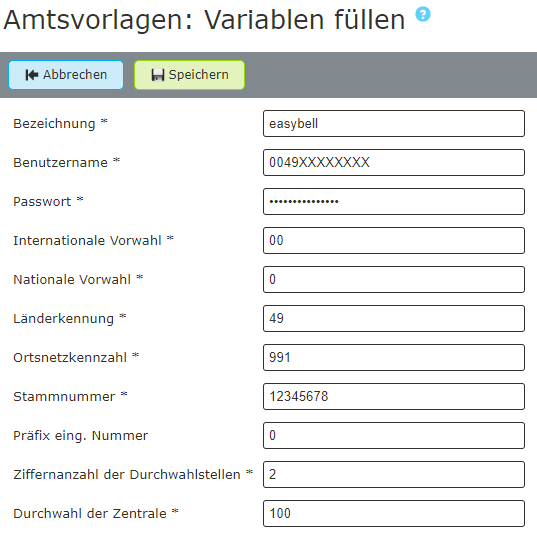 Amtsvorlagen: Variablen füllen ?
Abbrechen Speichern
Bezeichnung * easybell
Benutzername * 0049XXXXXXXX
Passwort * •••••••••••••••
Internationale Vorwahl * 00
Nationale Vorwahl * 0
Länderkennung * 49
Ortsnetzkennzahl * 991
Stammnummer * 12345678
Präfix eing. Nummer 0
Ziffernanzahl der Durchwahlstellen * 2
Durchwahl der Zentrale * 100